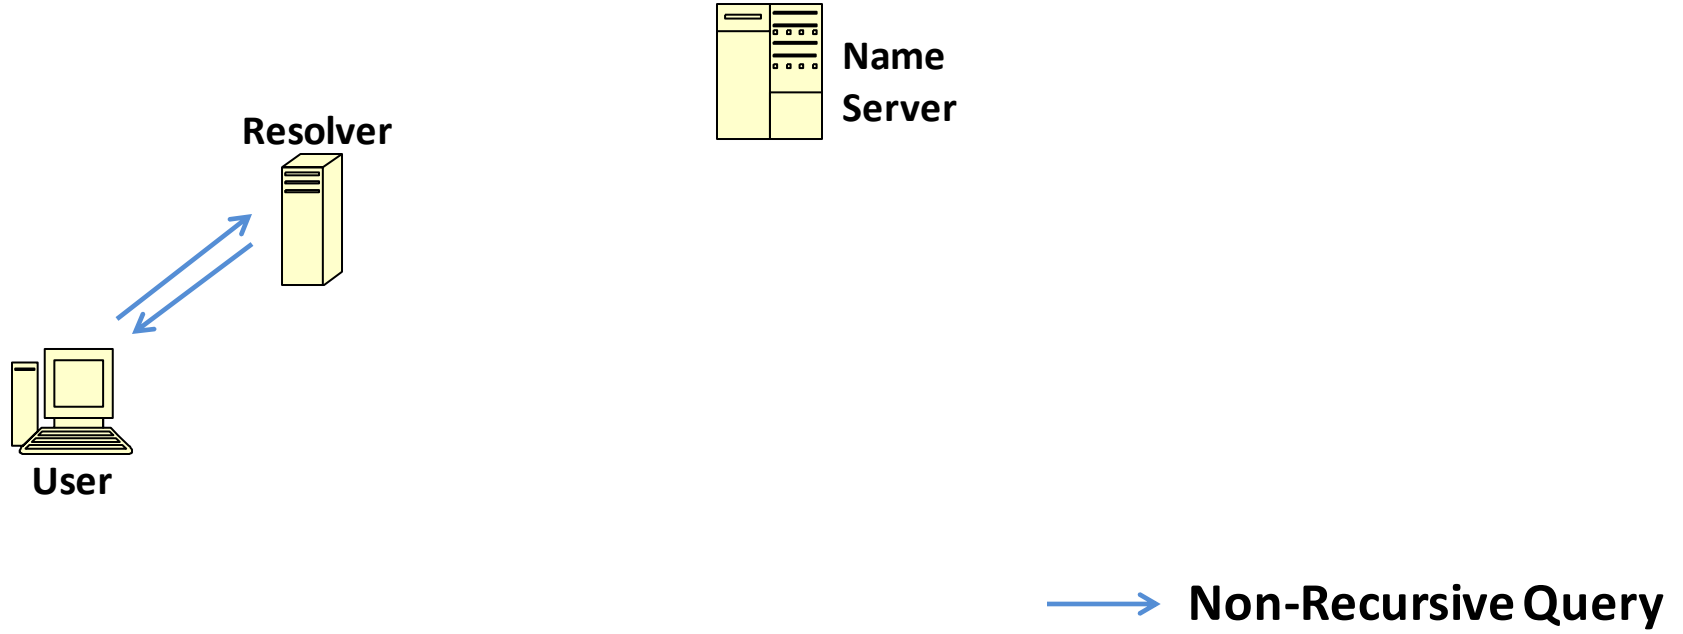 Name
Server
Resolver
User
Non-Recursive Query